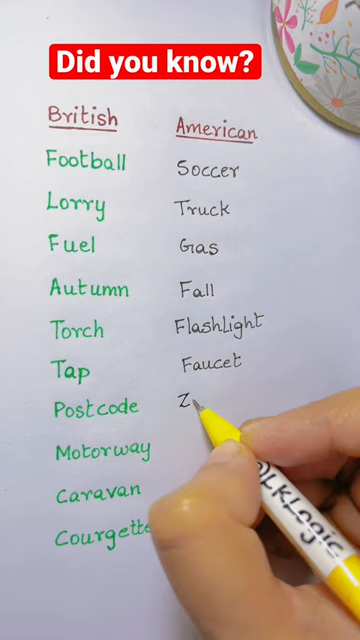 Did you know?
British American
Football Soccer
Lorry Truck
Fuel Gas
Autumn Fall
Torch FlashLight
Tap Faucet
Postcode Z
Motorway
Caravan
Courgette
@LKLogic